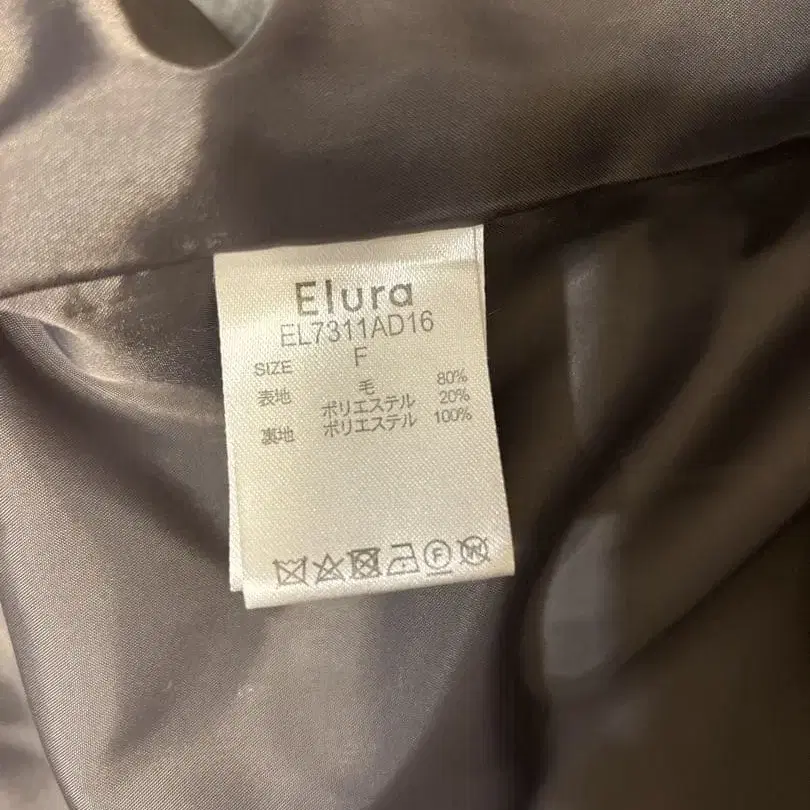 Elura
EL7311AD16
SIZE F
表地 毛 80%
ポリエステル 20%
裏地 ポリエステル 100%
F W